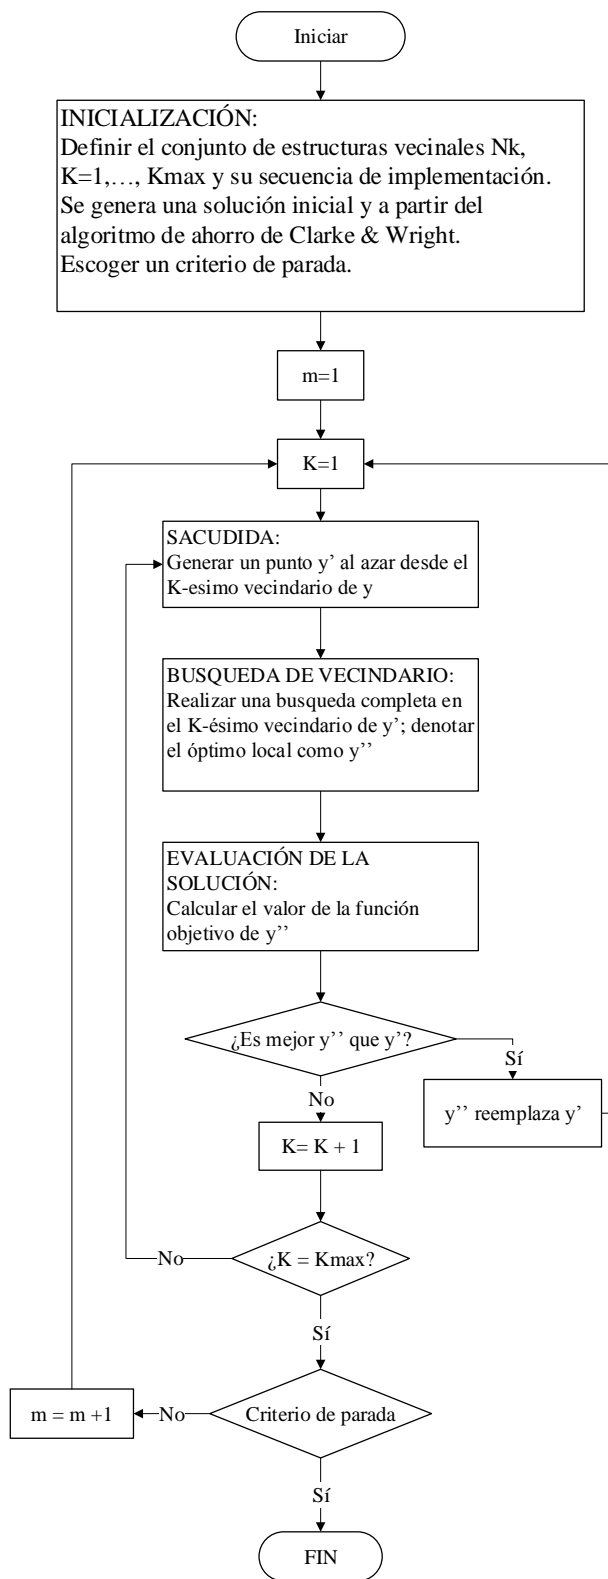 Iniciar
INICIALIZACIÓN:
Definir el conjunto de estructuras vecinales Nk,
K=1,…, Kmax y su secuencia de implementación.
Se genera una solución inicial y a partir del
algoritmo de ahorro de Clarke & Wright.
Escoger un criterio de parada.
m=1
K=1
SACUDIDA:
Generar un punto y’ al azar desde el
K-esimo vecindario de y
BUSQUEDA DE VECINDARIO:
Realizar una busqueda completa en
el K-ésimo vecindario de y’; denotar
el óptimo local como y’’
EVALUACIÓN DE LA
SOLUCIÓN:
Calcular el valor de la función
objetivo de y’’
¿Es mejor y’’ que y’?
Sí
No
y’’ reemplaza y’
K= K + 1
No
¿K = Kmax?
Sí
m = m +1
No
Criterio de parada
Sí
FIN